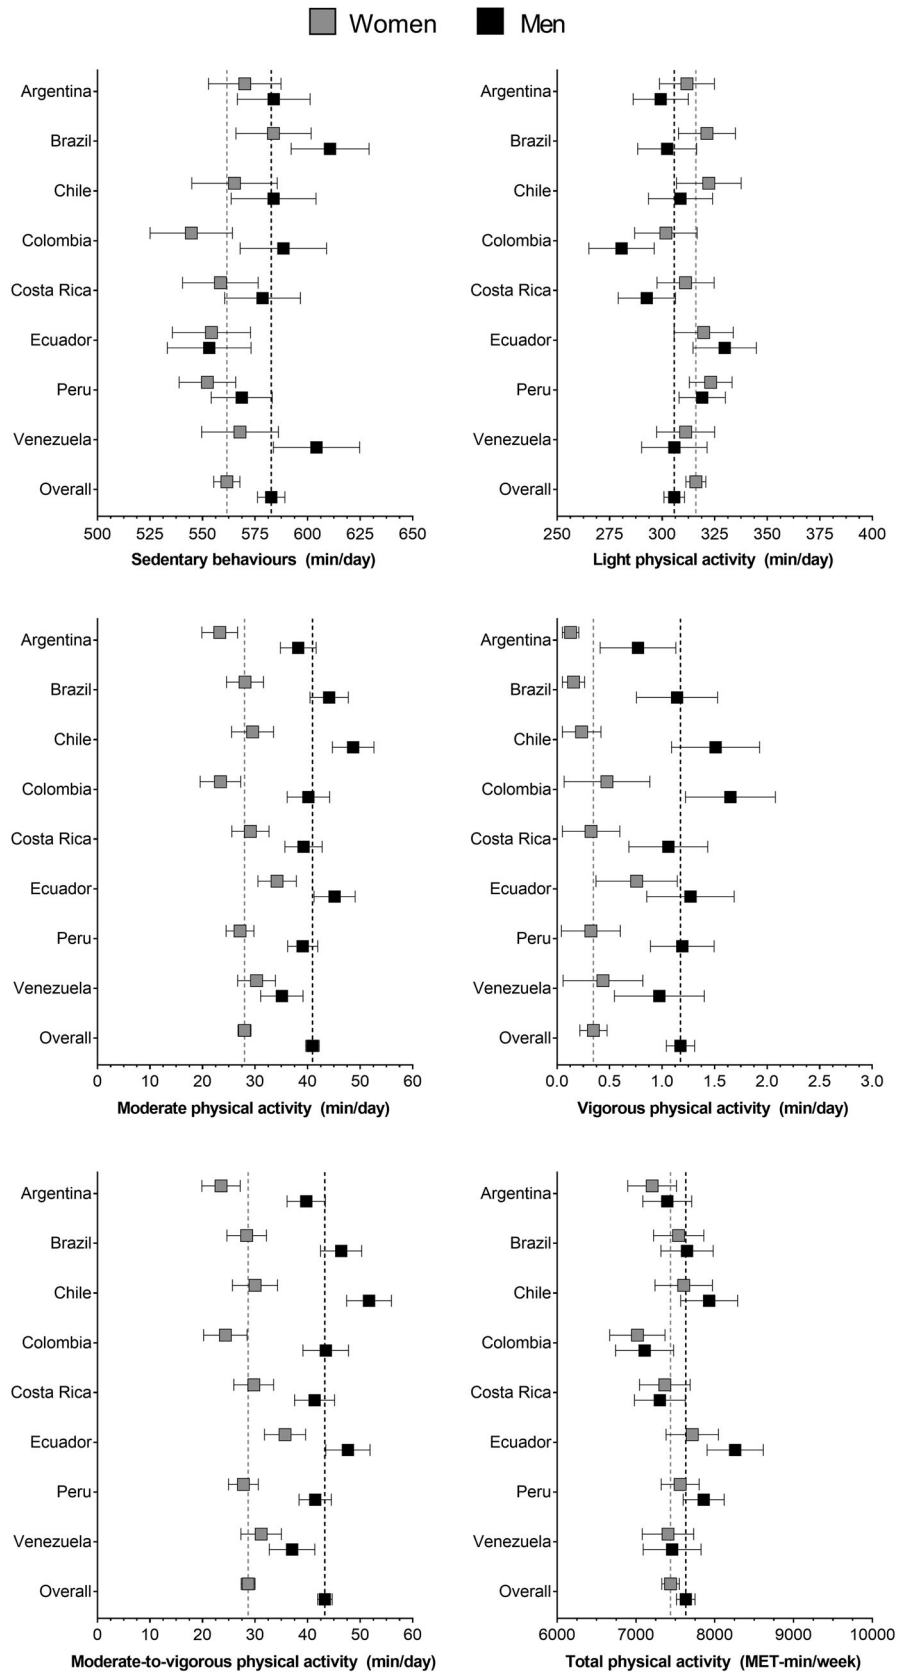 Women Men
Argentina
Brazil
Chile
Colombia
Costa Rica
Ecuador
Peru
Venezuela
Overall
500 525 550 575 600 625 650
Sedentary behaviours (min/day)
Argentina
Brazil
Chile
Colombia
Costa Rica
Ecuador
Peru
Venezuela
Overall
250 275 300 325 350 375 400
Light physical activity (min/day)
Argentina
Brazil
Chile
Colombia
Costa Rica
Ecuador
Peru
Venezuela
Overall
0 10 20 30 40 50 60
Moderate physical activity (min/day)
Argentina
Brazil
Chile
Colombia
Costa Rica
Ecuador
Peru
Venezuela
Overall
0.0 0.5 1.0 1.5 2.0 2.5 3.0
Vigorous physical activity (min/day)
Argentina
Brazil
Chile
Colombia
Costa Rica
Ecuador
Peru
Venezuela
Overall
0 10 20 30 40 50 60
Moderate-to-vigorous physical activity (min/day)
Argentina
Brazil
Chile
Colombia
Costa Rica
Ecuador
Peru
Venezuela
Overall
6000 7000 8000 9000 10000
Total physical activity (MET-min/week)